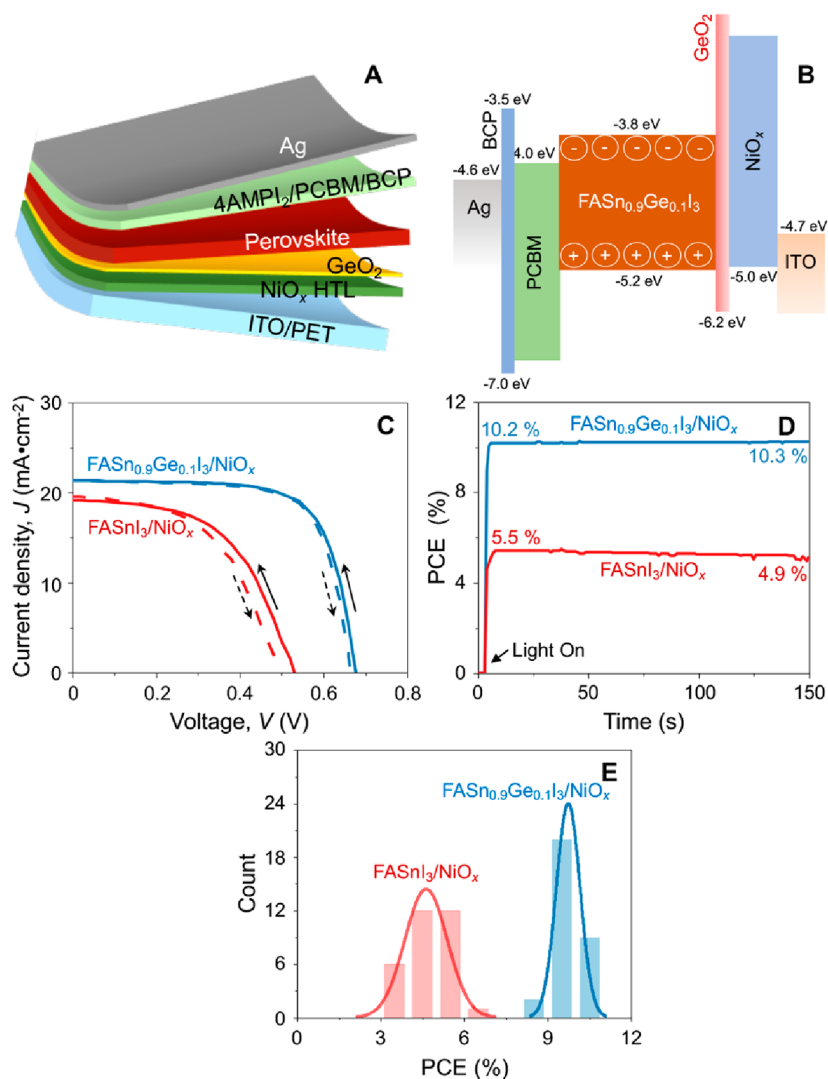 A
Ag
4AMPI₂/PCBM/BCP
Perovskite
GeO₂
NiOₓ HTL
ITO/PET
B
GeO₂
-3.5 eV
BCP
-3.8 eV
4.0 eV
-4.6 eV
Ag
PCBM
FASn₀.₉Ge₀.₁I₃
NiOₓ
-4.7 eV
ITO
-5.2 eV
-5.0 eV
-6.2 eV
-7.0 eV
- - - - -
+ + + + +
C
Current density, J (mA•cm⁻²)
30
20
10
0
FASn₀.₉Ge₀.₁I₃/NiOₓ
FASnI₃/NiOₓ
0 0.2 0.4 0.6 0.8
Voltage, V (V)
D
PCE (%)
12
8
4
0
10.2 %
FASn₀.₉Ge₀.₁I₃/NiOₓ
10.3 %
5.5 %
FASnI₃/NiOₓ
4.9 %
Light On
0 50 100 150
Time (s)
E
Count
30
24
18
12
6
0
FASn₀.₉Ge₀.₁I₃/NiOₓ
FASnI₃/NiOₓ
0 3 6 9 12
PCE (%)